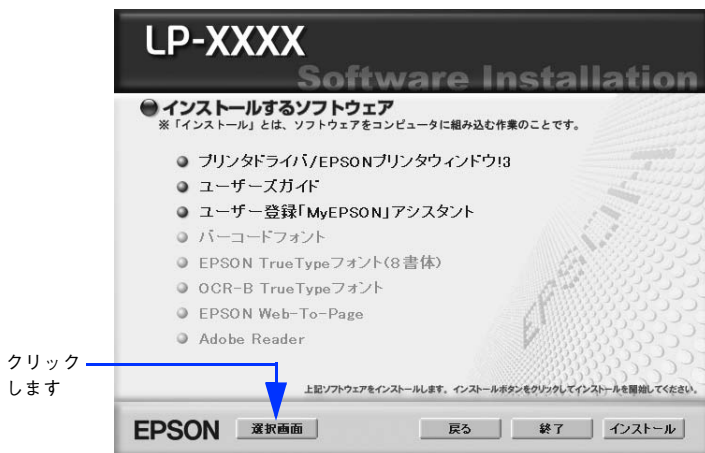 LP-XXXX
Software Installation
インストールするソフトウェア
※「インストール」とは、ソフトウェアをコンピュータに組み込む作業のことです。
プリンタドライバ/EPSONプリンタウィンドウ!3
ユーザーズガイド
ユーザー登録「MyEPSON」アシスタント
バーコードフォント
EPSON TrueTypeフォント(8書体)
OCR-B TrueTypeフォント
EPSON Web-To-Page
Adobe Reader
EPSON
クリック
します
上記ソフトウェアをインストールします。インストールボタンをクリックしてインストールを開始してください。
EPSON 選択画面 戻る 終了 インストール